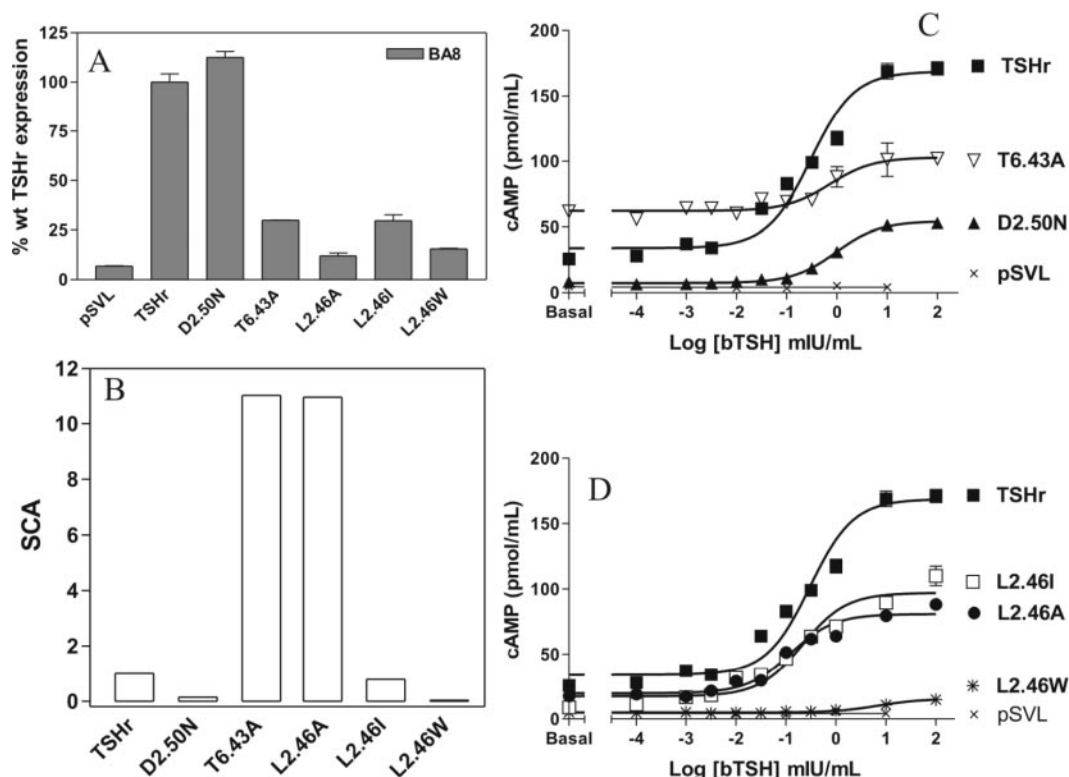 A
BA8
% wt TSHr expression
125
100
75
50
25
0
pSVL
TSHr
D2.50N
T6.43A
L2.46A
L2.46I
L2.46W
B
SCA
12
10
8
6
4
2
0
TSHr
D2.50N
T6.43A
L2.46A
L2.46I
L2.46W
C
cAMP (pmol/mL)
200
150
100
50
0
Basal -4 -3 -2 -1 0 1 2
Log [bTSH] mIU/mL
TSHr
T6.43A
D2.50N
pSVL
D
cAMP (pmol/mL)
200
150
100
50
0
Basal -4 -3 -2 -1 0 1 2
Log [bTSH] mIU/mL
TSHr
L2.46I
L2.46A
L2.46W
pSVL